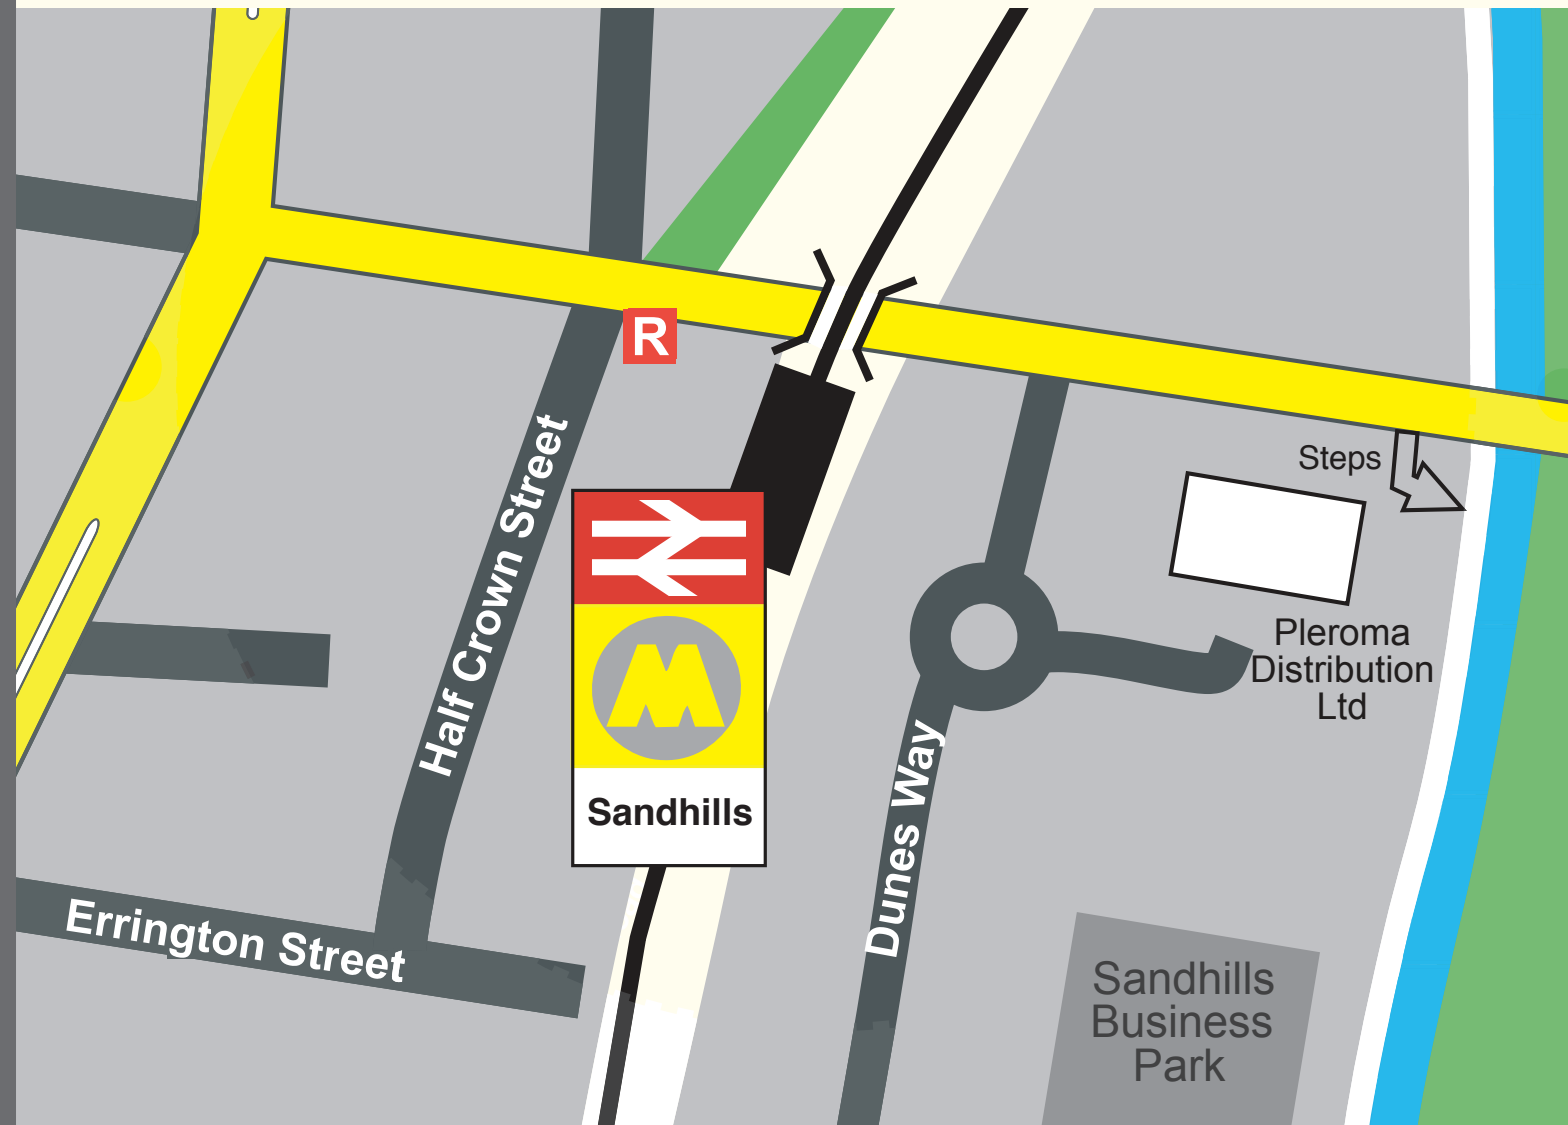 R
Steps
Half Crown Street
Pleroma
Distribution
Ltd
Sandhills
Dunes Way
Errington Street
Sandhills
Business
Park